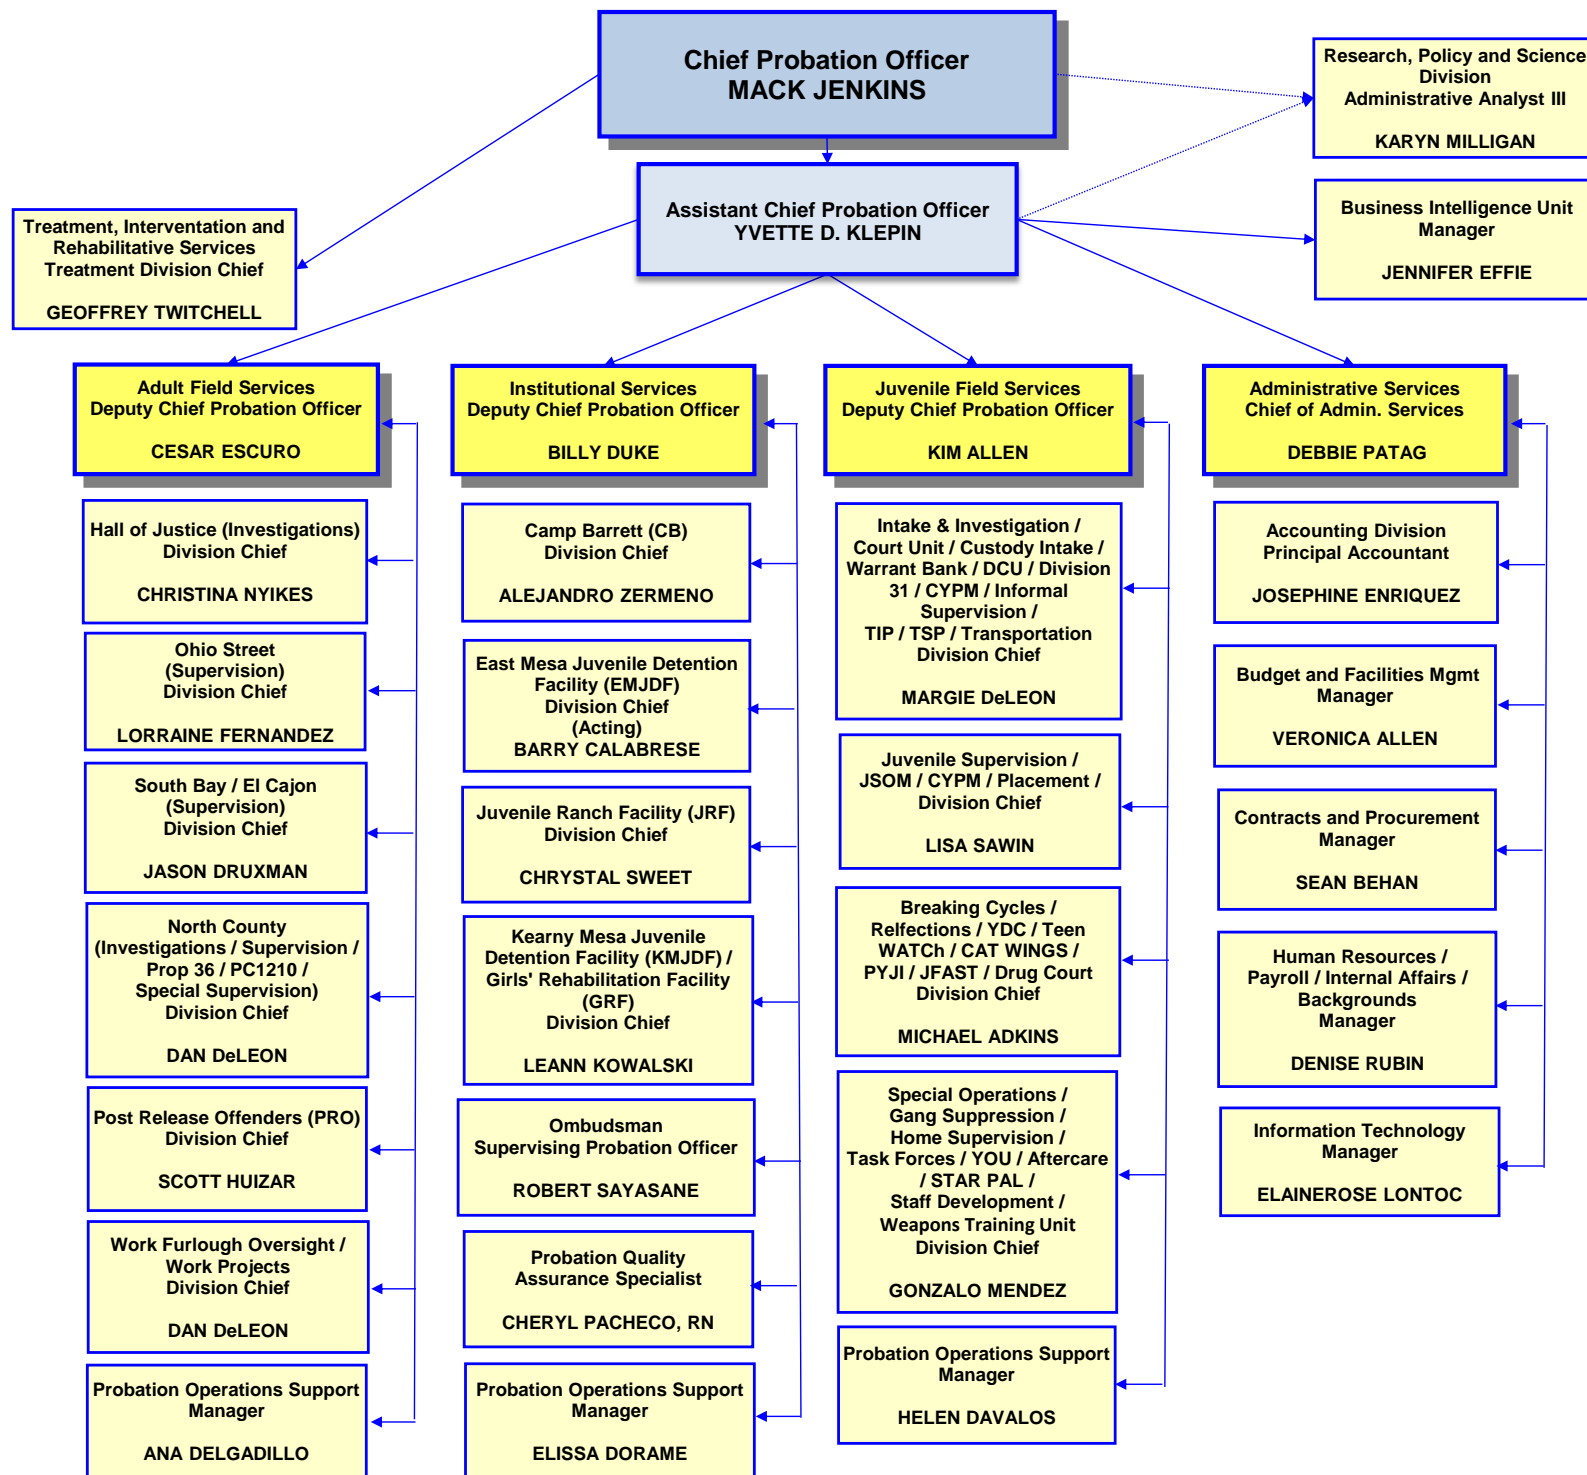 Chief Probation Officer
MACK JENKINS
Research, Policy and Science
Division
Administrative Analyst III
KARYN MILLIGAN
Assistant Chief Probation Officer
YVETTE D. KLEPIN
Business Intelligence Unit
Manager
JENNIFER EFFIE
Treatment, Interventation and
Rehabilitative Services
Treatment Division Chief
GEOFFREY TWITCHELL
Adult Field Services
Deputy Chief Probation Officer
CESAR ESCURO
Hall of Justice (Investigations)
Division Chief
CHRISTINA NYIKES
Ohio Street
(Supervision)
Division Chief
LORRAINE FERNANDEZ
South Bay / El Cajon
(Supervision)
Division Chief
JASON DRUXMAN
North County
(Investigations / Supervision /
Prop 36 / PC1210 /
Special Supervision)
Division Chief
DAN DeLEON
Post Release Offenders (PRO)
Division Chief
SCOTT HUIZAR
Work Furlough Oversight /
Work Projects
Division Chief
DAN DeLEON
Probation Operations Support
Manager
ANA DELGADILLO
Institutional Services
Deputy Chief Probation Officer
BILLY DUKE
Camp Barrett (CB)
Division Chief
ALEJANDRO ZERMENO
East Mesa Juvenile Detention
Facility (EMJDF)
Division Chief
(Acting)
BARRY CALABRESE
Juvenile Ranch Facility (JRF)
Division Chief
CHRYSTAL SWEET
Kearny Mesa Juvenile
Detention Facility (KMJDF) /
Girls' Rehabilitation Facility
(GRF)
Division Chief
LEANN KOWALSKI
Ombudsman
Supervising Probation Officer
ROBERT SAYASANE
Probation Quality
Assurance Specialist
CHERYL PACHECO, RN
Probation Operations Support
Manager
ELISSA DORAME
Juvenile Field Services
Deputy Chief Probation Officer
KIM ALLEN
Intake & Investigation /
Court Unit / Custody Intake /
Warrant Bank / DCU / Division
31 / CYPM / Informal
Supervision /
TIP / TSP / Transportation
Division Chief
MARGIE DeLEON
Juvenile Supervision /
JSOM / CYPM / Placement /
Division Chief
LISA SAWIN
Breaking Cycles /
Relfections / YDC / Teen
WATCh / CAT WINGS /
PYJI / JFAST / Drug Court
Division Chief
MICHAEL ADKINS
Special Operations /
Gang Suppression /
Home Supervision /
Task Forces / YOU / Aftercare
/ STAR PAL /
Staff Development /
Weapons Training Unit
Division Chief
GONZALO MENDEZ
Probation Operations Support
Manager
HELEN DAVALOS
Administrative Services
Chief of Admin. Services
DEBBIE PATAG
Accounting Division
Principal Accountant
JOSEPHINE ENRIQUEZ
Budget and Facilities Mgmt
Manager
VERONICA ALLEN
Contracts and Procurement
Manager
SEAN BEHAN
Human Resources /
Payroll / Internal Affairs /
Backgrounds
Manager
DENISE RUBIN
Information Technology
Manager
ELAINEROSE LONTOC